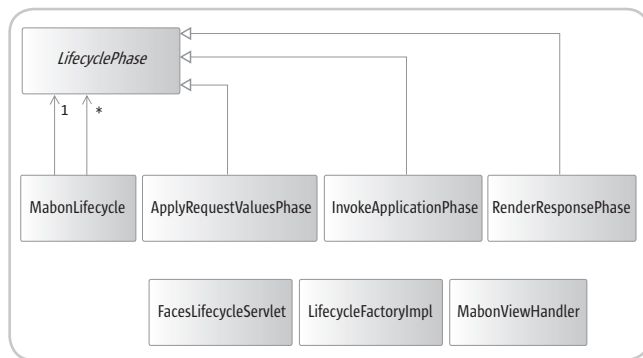 LifecyclePhase
1 *
MabonLifecycle ApplyRequestValuesPhase InvokeApplicationPhase RenderResponsePhase
FacesLifecycleServlet LifecycleFactoryImpl MabonViewHandler